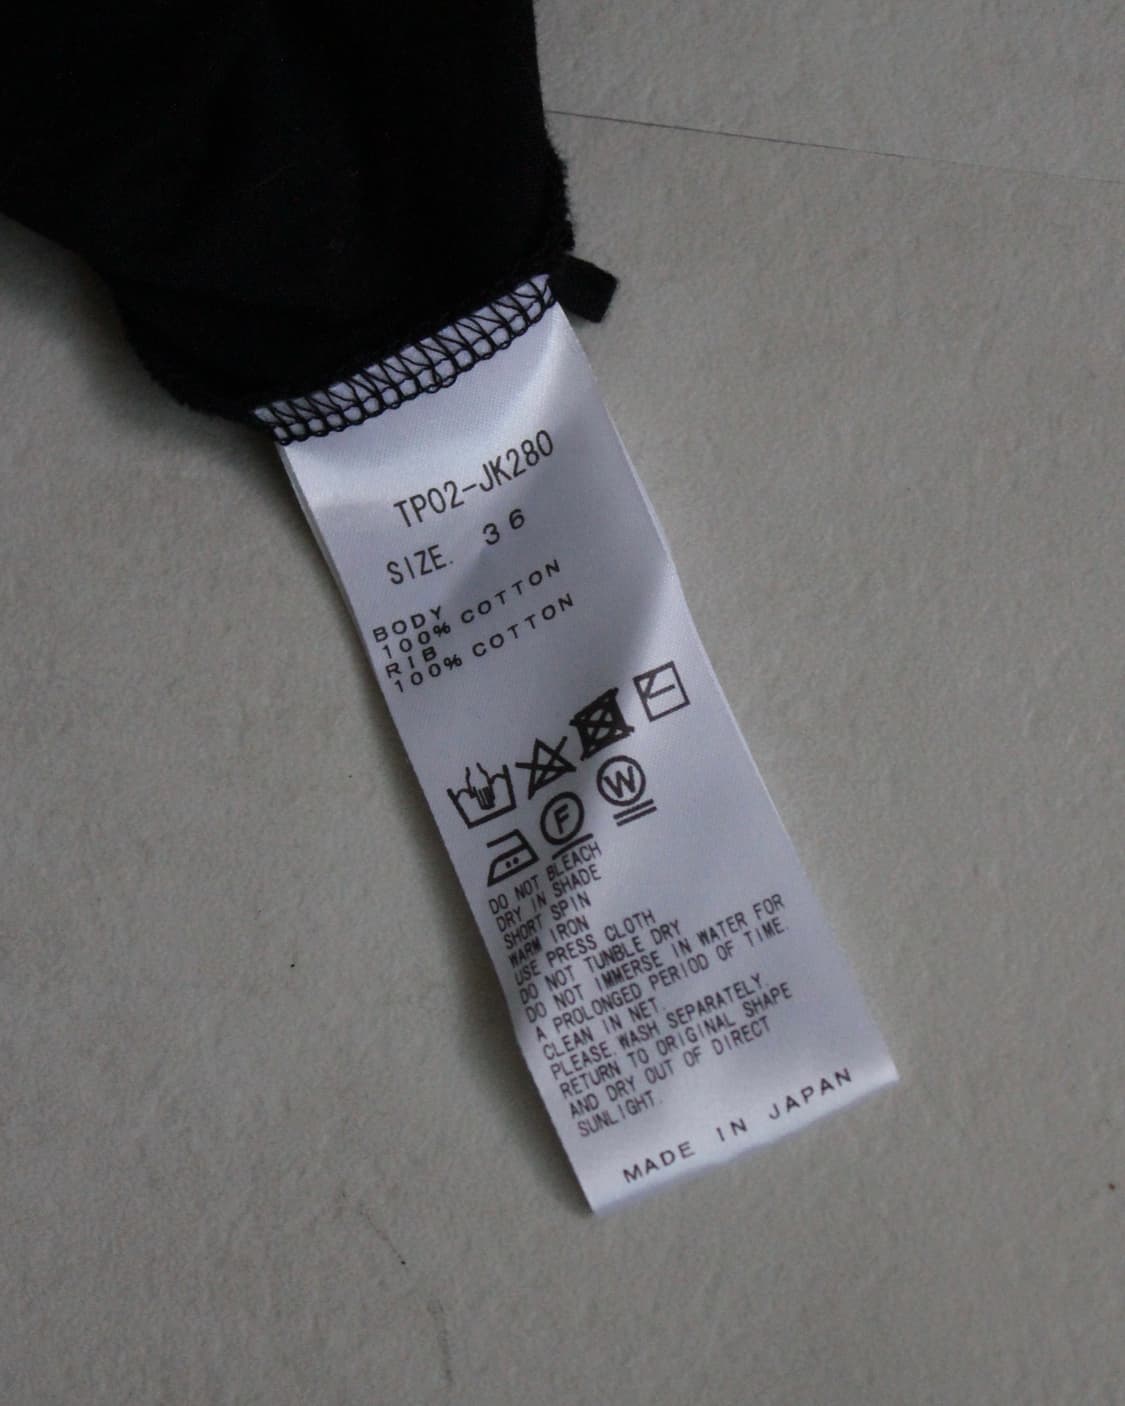 TP02-JK280
SIZE. 36
BODY
100% COTTON
RIB
100% COTTON
F
W
DO NOT BLEACH
DRY IN SHADE
SHORT SPIN
WARM IRON
USE PRESS CLOTH
DO NOT TUNBLE DRY
DO NOT IMMERSE IN WATER FOR
A PROLONGED PERIOD OF TIME.
CLEAN IN NET.
PLEASE.WASH SEPARATELY.
RETURN TO ORIGINAL SHAPE
AND DRY OUT OF DIRECT
SUNLIGHT.
MADE IN JAPAN